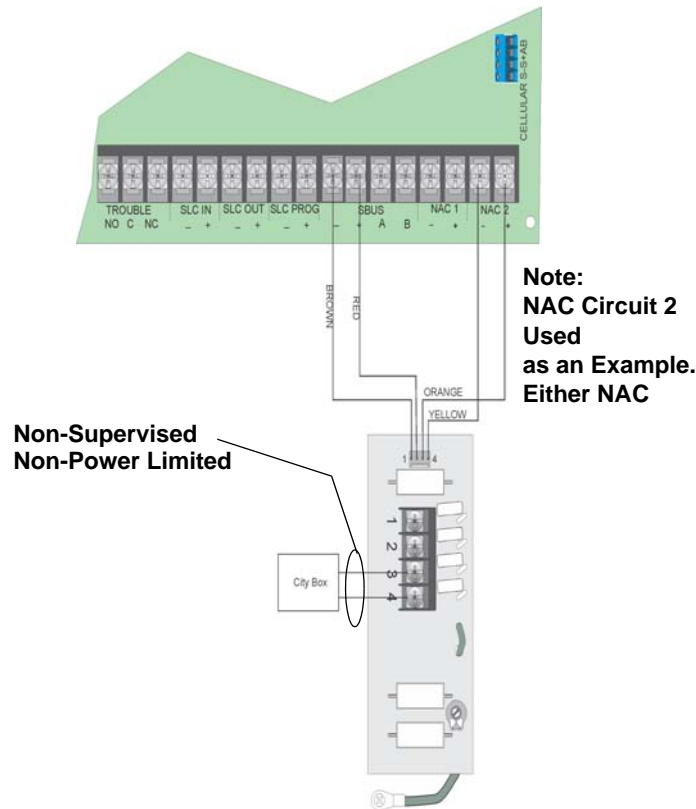 CELLULAR S-S+AB
TROUBLE SLC IN SLC OUT SLC PROG SBUS NAC 1 NAC 2
NO C NC – + – + – + – + A B - + - +
BROWN
RED
Note:
NAC Circuit 2
Used
as an Example.
Either NAC
ORANGE
YELLOW
Non-Supervised
Non-Power Limited
1 4
1
2
3
4
City Box